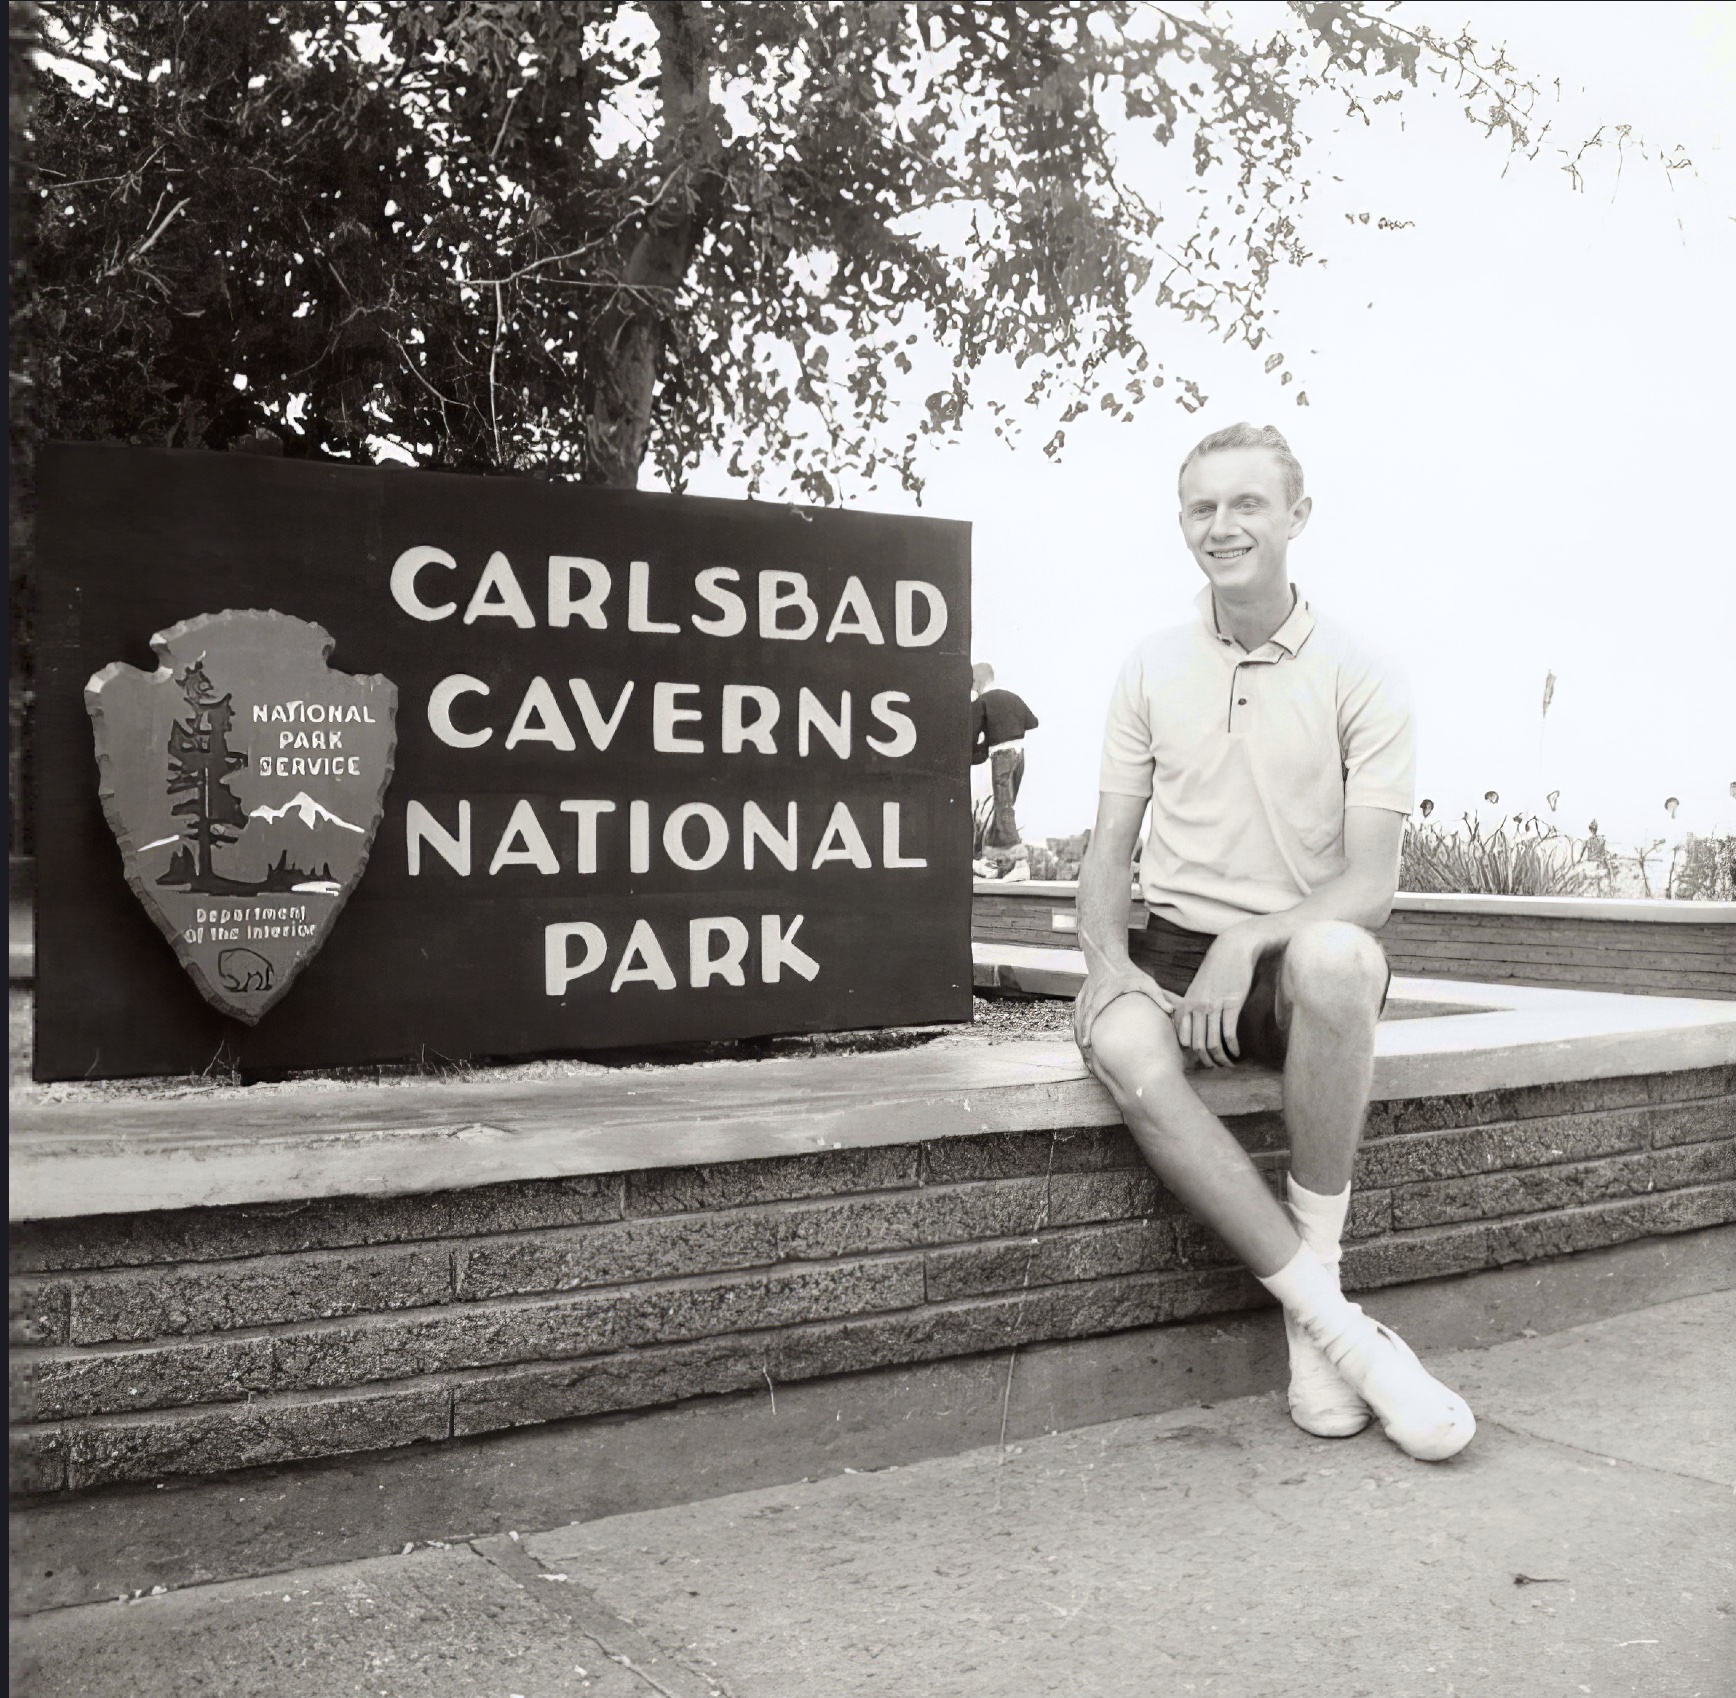 CARLSBAD
CAVERNS
NATIONAL
PARK
NATIONAL
PARK
SERVICE
Department
of the Interior